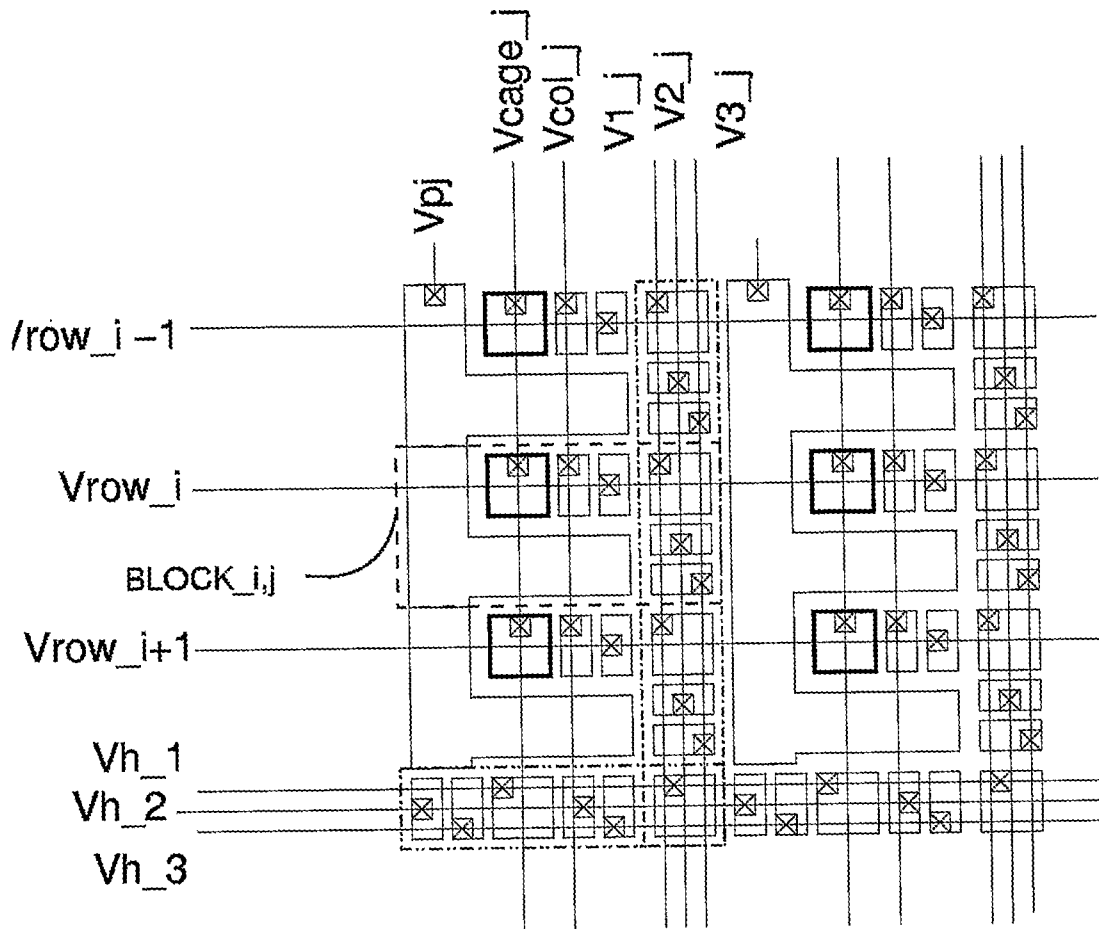 Vcage_j
Vcol_j
V1_j
V2_j
V3_j
Vpj
/row_i –1
Vrow_i
BLOCK_i,j
Vrow_i+1
Vh_1
Vh_2
Vh_3